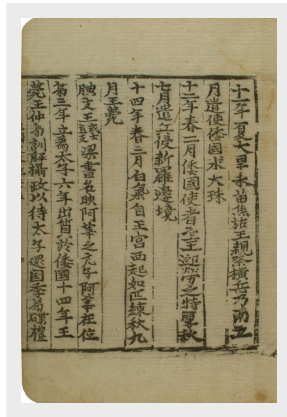 十一年夏大旱禾苗焦枯王親祭橫岳乃雨五
月遣使倭國求大珠
十二年春二月倭國使者至王迎勞之特厚秋
七月遣兵侵新羅邊境
十四年春三月白氣自王宮西起如匹練秋九
月王薨
腆支王或云直支梁書名映阿莘之元子阿莘在位
第三年立爲太子六年出質於倭國十四年王
薨王仲弟訓解攝政以待太子還國季弟碟禮